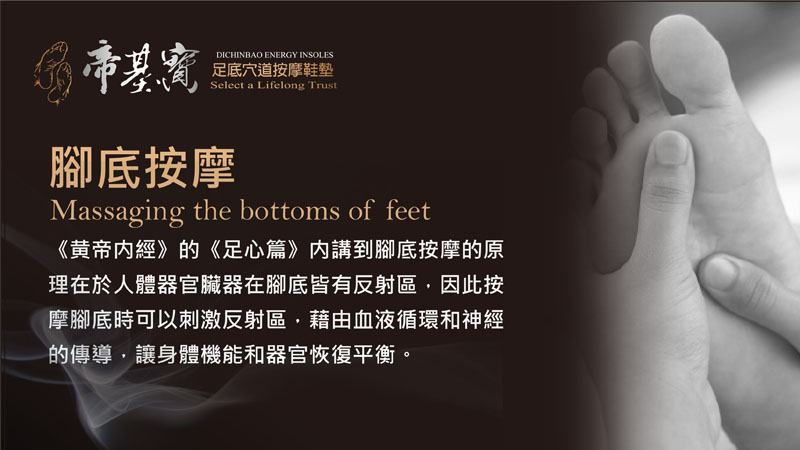 帝基寶
DICHINBAO ENERGY INSOLES
足底穴道按摩鞋墊
Select a Lifelong Trust
腳底按摩
Massaging the bottoms of feet
《黃帝內經》的《足心篇》內講到腳底按摩的原
理在於人體器官臟器在腳底皆有反射區，因此按
摩腳底時可以刺激反射區，藉由血液循環和神經
的傳導，讓身體機能和器官恢復平衡。